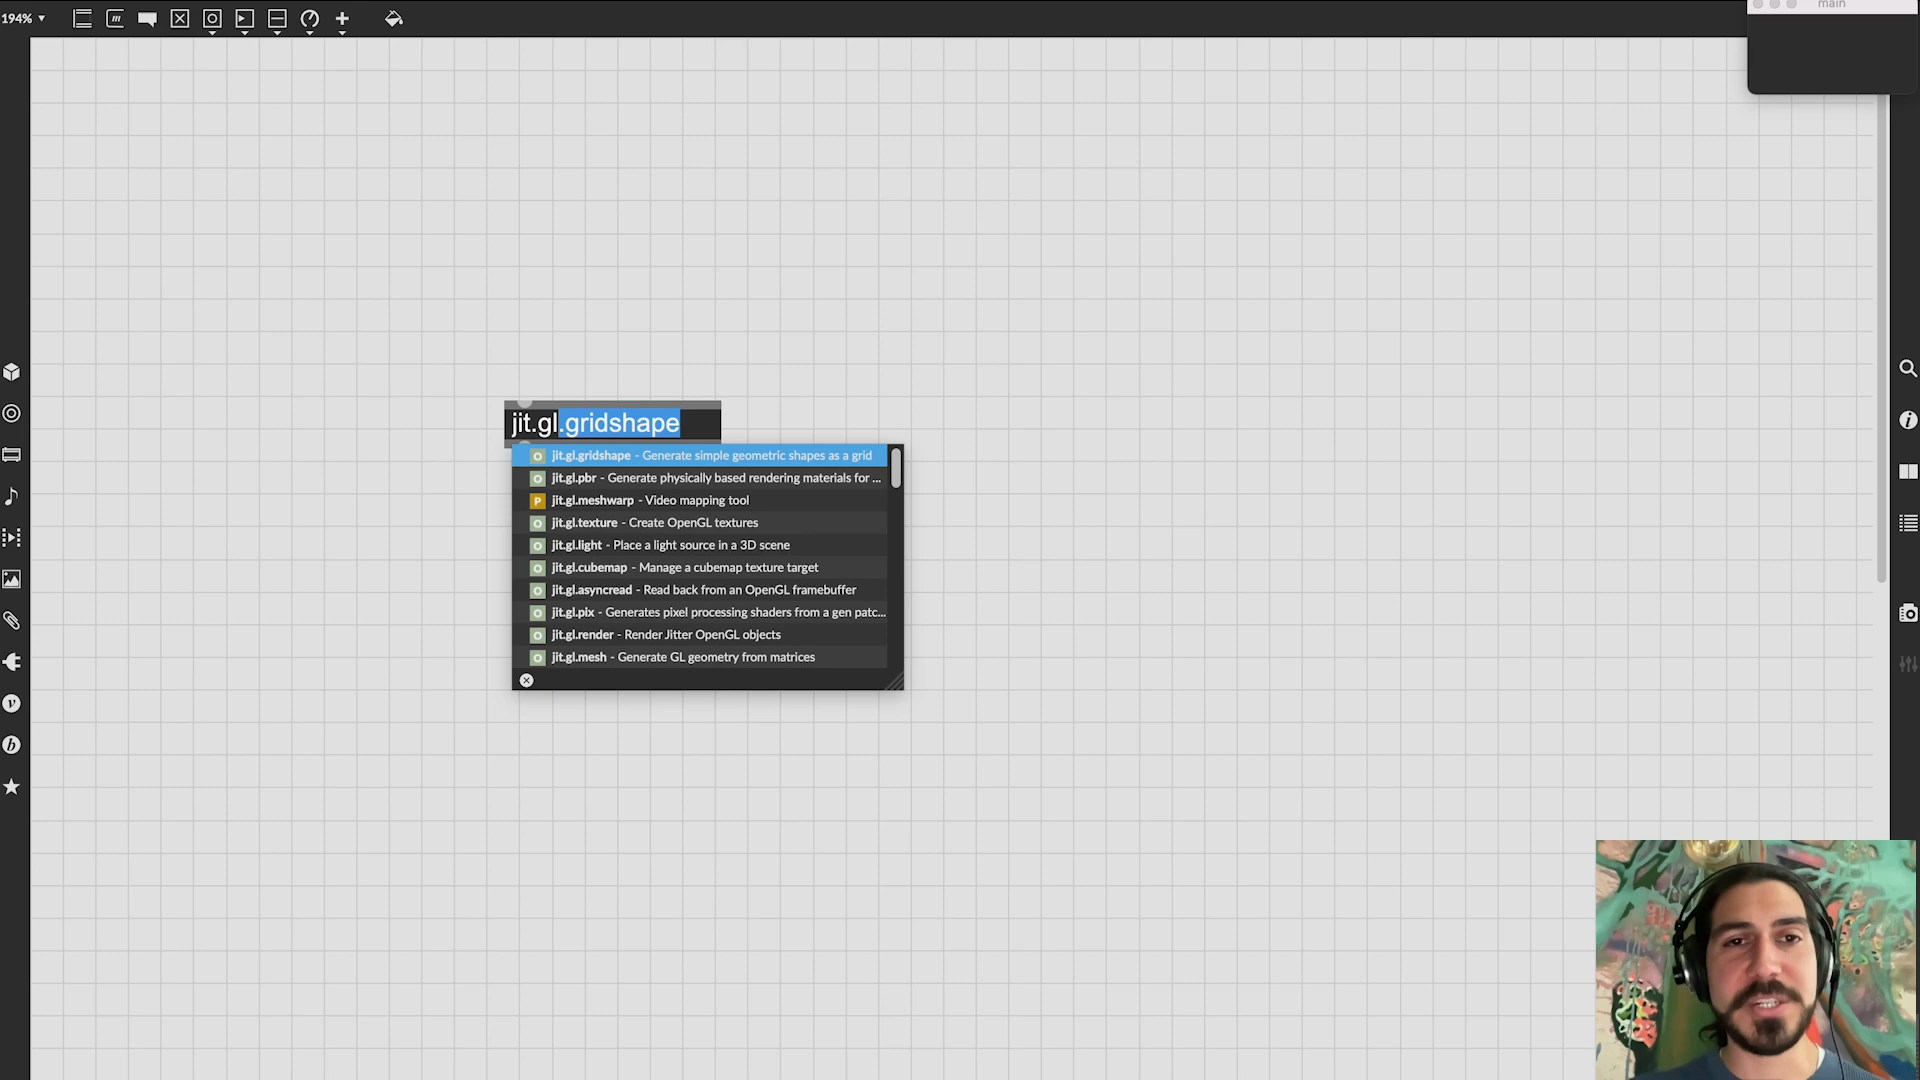 194% ▾
main
jit.gl.gridshape
jit.gl.gridshape - Generate simple geometric shapes as a grid
jit.gl.pbr - Generate physically based rendering materials for ...
P jit.gl.meshwarp - Video mapping tool
jit.gl.texture - Create OpenGL textures
jit.gl.light - Place a light source in a 3D scene
jit.gl.cubemap - Manage a cubemap texture target
jit.gl.asyncread - Read back from an OpenGL framebuffer
jit.gl.pix - Generates pixel processing shaders from a gen patc...
jit.gl.render - Render Jitter OpenGL objects
jit.gl.mesh - Generate GL geometry from matrices